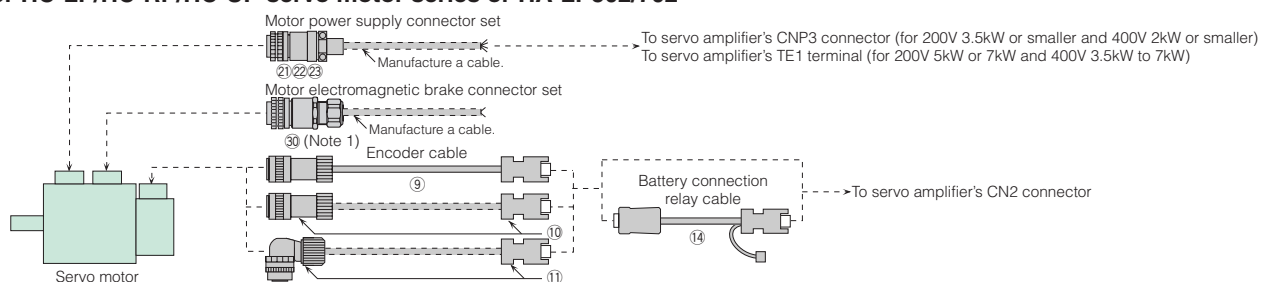 Motor power supply connector set
To servo amplifier's CNP3 connector (for 200V 3.5kW or smaller and 400V 2kW or smaller)
To servo amplifier's TE1 terminal (for 200V 5kW or 7kW and 400V 3.5kW to 7kW)
Manufacture a cable.
㉑㉒㉓
Motor electromagnetic brake connector set
Manufacture a cable.
㉚ (Note 1)
Encoder cable
⑨
Battery connection
relay cable
To servo amplifier's CN2 connector
⑩
⑭
⑪
Servo motor